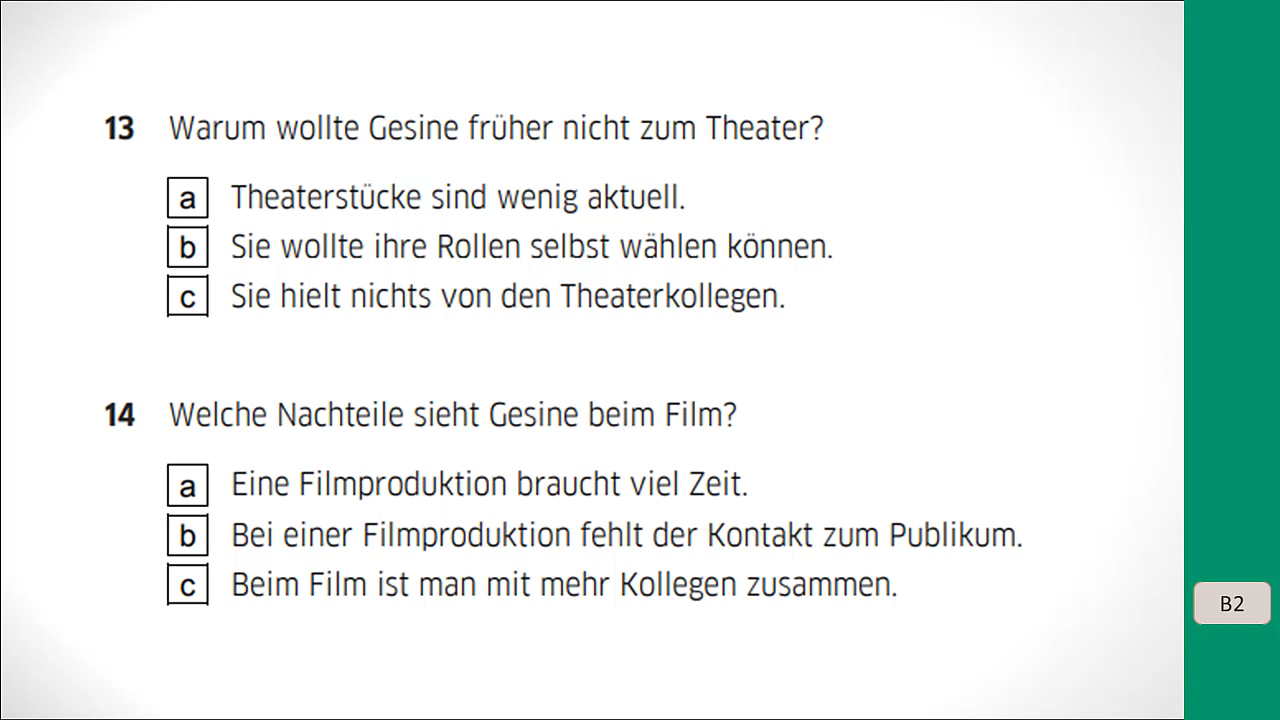 13 Warum wollte Gesine früher nicht zum Theater?
a Theaterstücke sind wenig aktuell.
b Sie wollte ihre Rollen selbst wählen können.
c Sie hielt nichts von den Theaterkollegen.
14 Welche Nachteile sieht Gesine beim Film?
a Eine Filmproduktion braucht viel Zeit.
b Bei einer Filmproduktion fehlt der Kontakt zum Publikum.
c Beim Film ist man mit mehr Kollegen zusammen.
B2